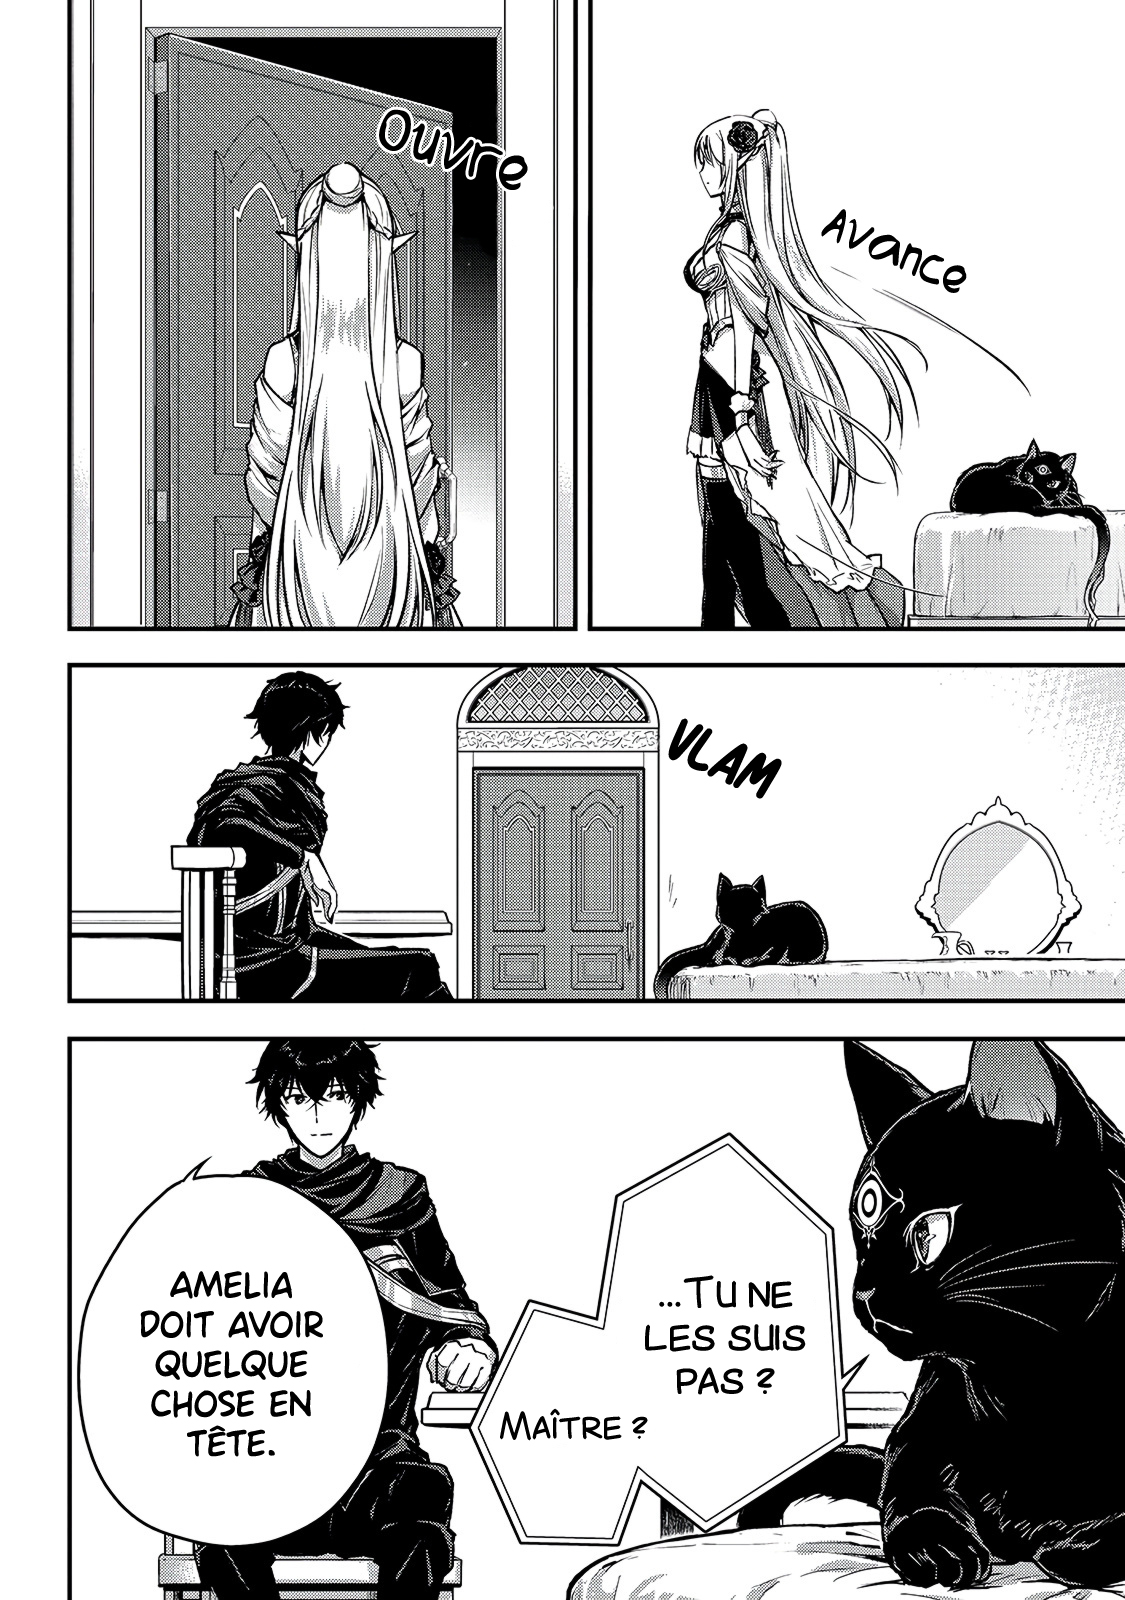 Avance
Ouvre
VLAM
...TU NE
LES SUIS
PAS ?
MAÎTRE ?
AMELIA
DOIT AVOIR
QUELQUE
CHOSE EN
TÊTE.